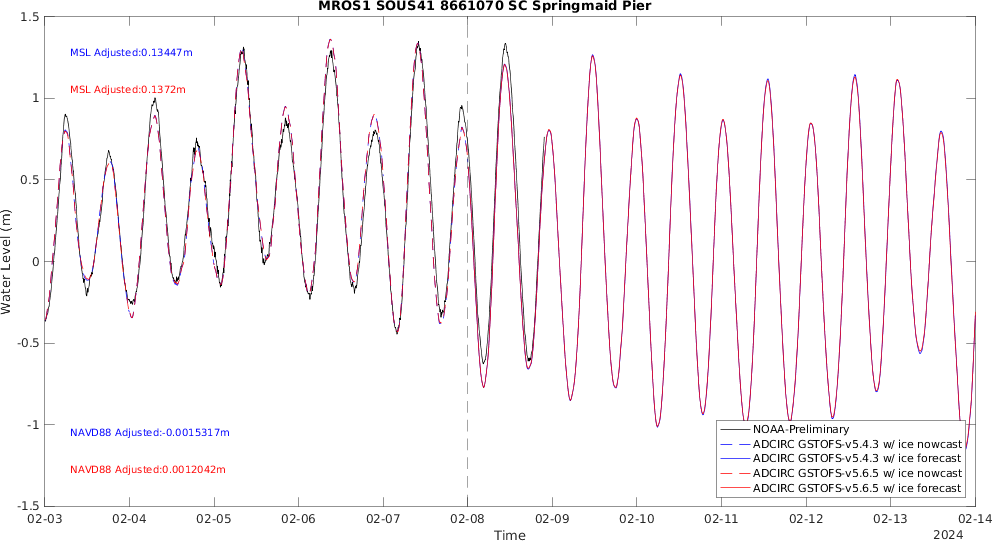 MROS1 SOUS41 8661070 SC Springmaid Pier
1.5
1
0.5
0
-0.5
-1
-1.5
Water Level (m)
MSL Adjusted:0.13447m
MSL Adjusted:0.1372m
NAVD88 Adjusted:-0.0015317m
NAVD88 Adjusted:0.0012042m
NOAA-Preliminary
ADCIRC GSTOFS-v5.4.3 w/ ice nowcast
ADCIRC GSTOFS-v5.4.3 w/ ice forecast
ADCIRC GSTOFS-v5.6.5 w/ ice nowcast
ADCIRC GSTOFS-v5.6.5 w/ ice forecast
02-03 02-04 02-05 02-06 02-07 02-08 02-09 02-10 02-11 02-12 02-13 02-14
Time
2024